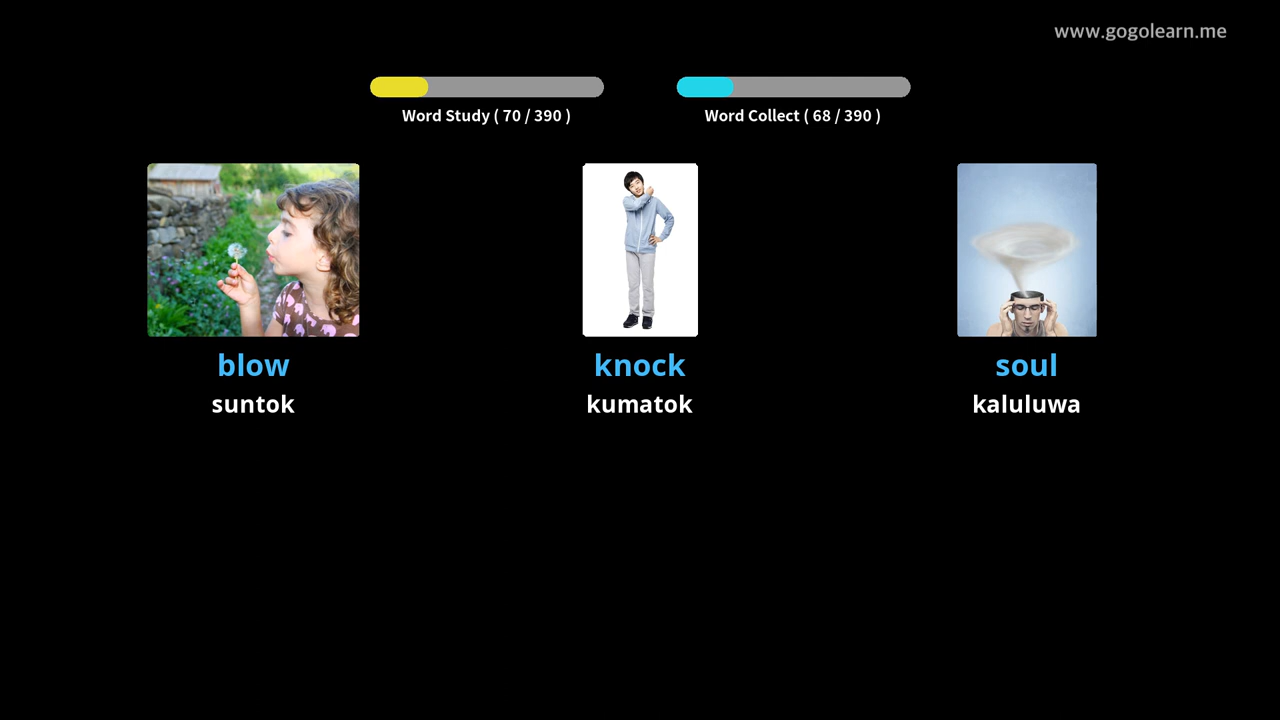 www.gogolearn.me
Word Study ( 70 / 390 )
Word Collect ( 68 / 390 )
blow
suntok
knock
kumatok
soul
kaluluwa